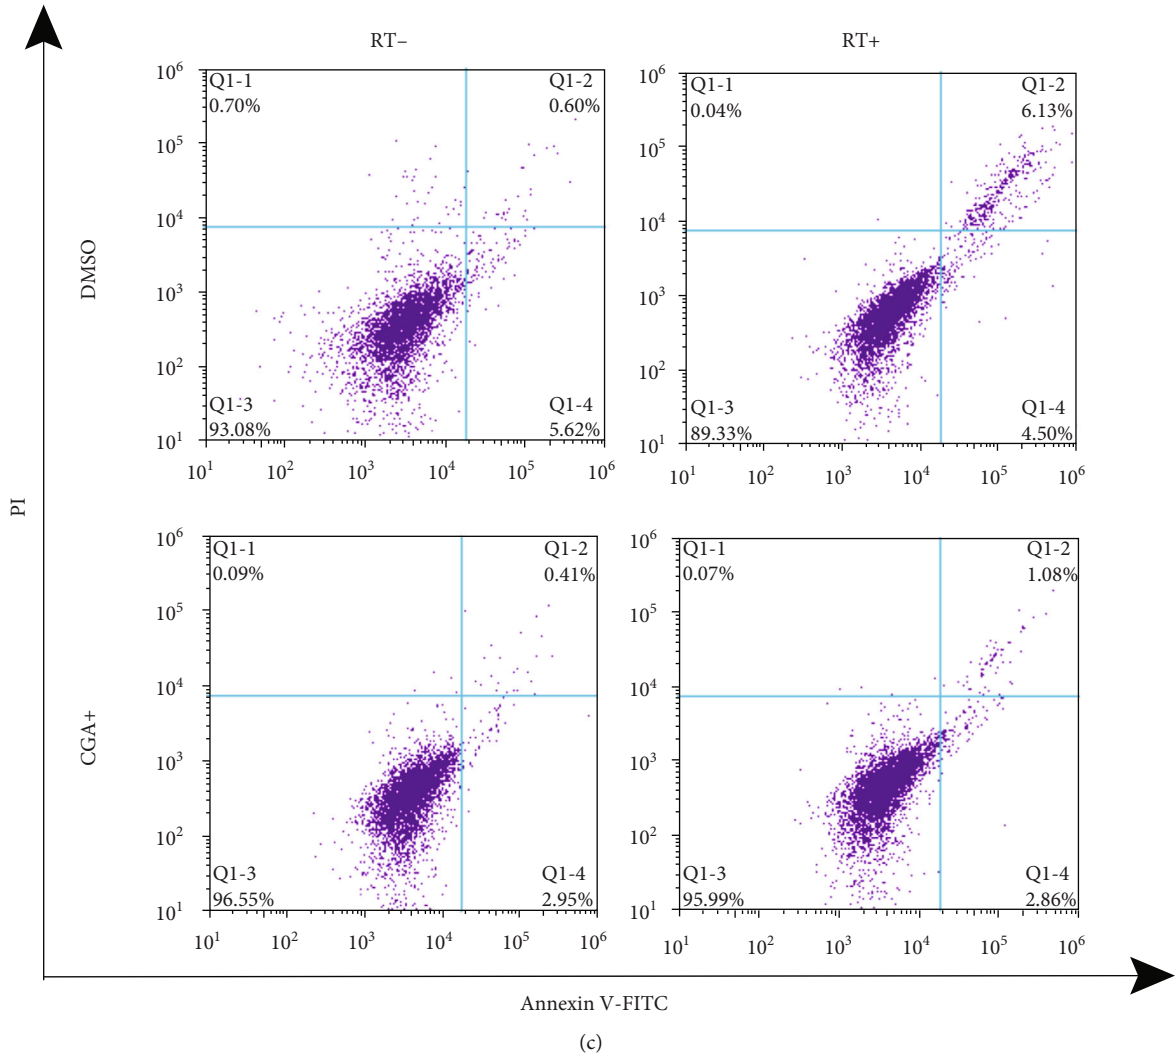 RT– RT+
Q1-1 Q1-2
0.70% 0.60%
Q1-3 Q1-4
93.08% 5.62%
10⁶
10⁵
10⁴
10³
10²
10¹
10¹ 10² 10³ 10⁴ 10⁵ 10⁶
Q1-1 Q1-2
0.04% 6.13%
Q1-3 Q1-4
89.33% 4.50%
10⁶
10⁵
10⁴
10³
10²
10¹
10¹ 10² 10³ 10⁴ 10⁵ 10⁶
DMSO
PI
Q1-1 Q1-2
0.09% 0.41%
Q1-3 Q1-4
96.55% 2.95%
10⁶
10⁵
10⁴
10³
10²
10¹
10¹ 10² 10³ 10⁴ 10⁵ 10⁶
Q1-1 Q1-2
0.07% 1.08%
Q1-3 Q1-4
95.99% 2.86%
10⁶
10⁵
10⁴
10³
10²
10¹
10¹ 10² 10³ 10⁴ 10⁵ 10⁶
CGA+
Annexin V-FITC
(c)